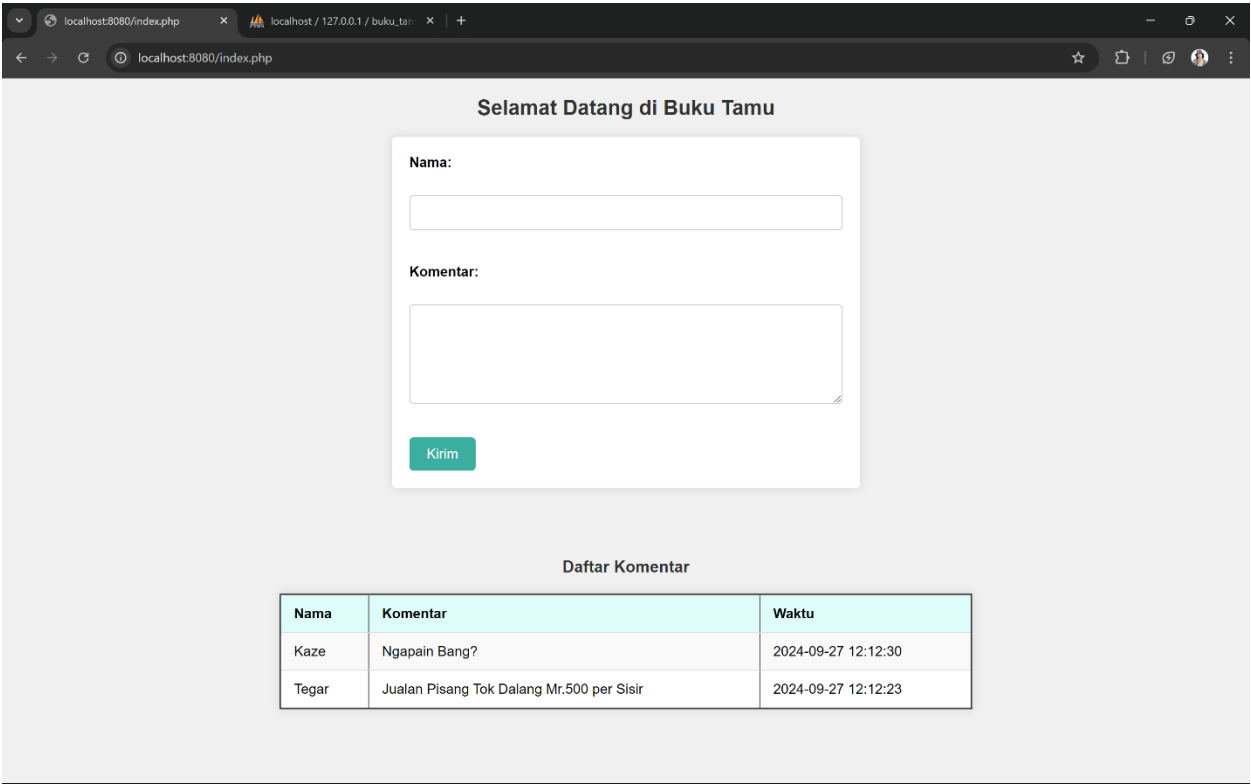 localhost:8080/index.php
localhost / 127.0.0.1 / buku_tam
localhost:8080/index.php
Selamat Datang di Buku Tamu
Nama:
Komentar:
Kirim
Daftar Komentar
Nama Komentar Waktu
Kaze Ngapain Bang? 2024-09-27 12:12:30
Tegar Jualan Pisang Tok Dalang Mr.500 per Sisir 2024-09-27 12:12:23